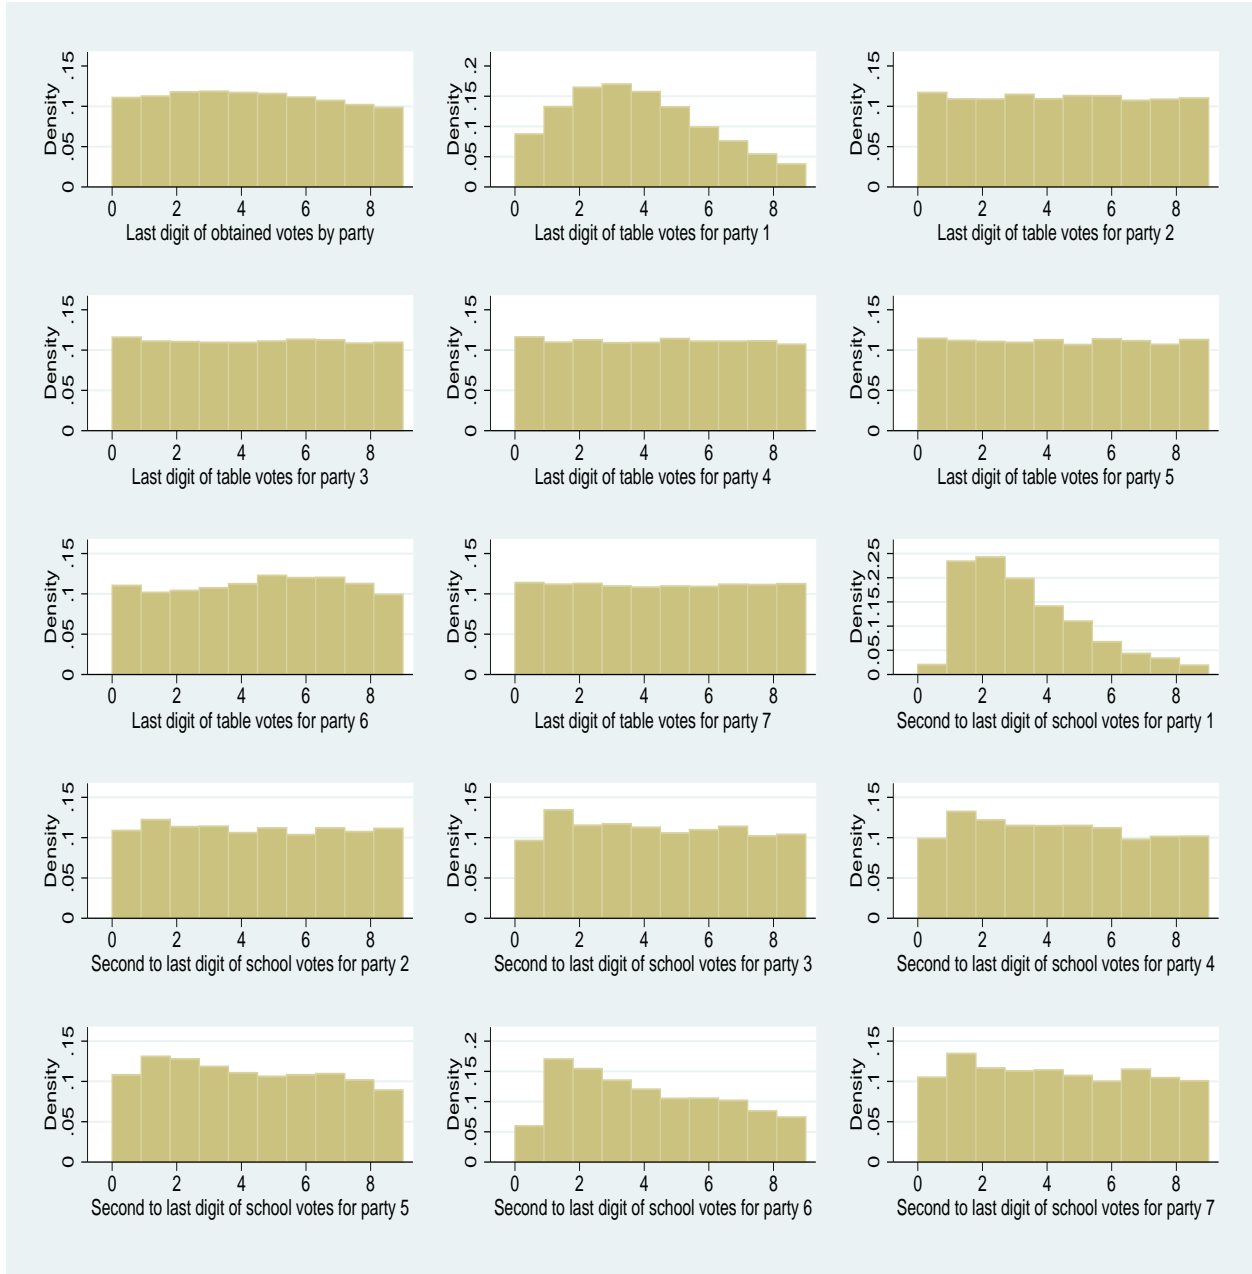 Density
0 .05 .1 .15
0 2 4 6 8
Last digit of obtained votes by party
Density
0 .05 .1 .15 .2
0 2 4 6 8
Last digit of table votes for party 1
Density
0 .05 .1 .15
0 2 4 6 8
Last digit of table votes for party 2
Density
0 .05 .1 .15
0 2 4 6 8
Last digit of table votes for party 3
Density
0 .05 .1 .15
0 2 4 6 8
Last digit of table votes for party 4
Density
0 .05 .1 .15
0 2 4 6 8
Last digit of table votes for party 5
Density
0 .05 .1 .15
0 2 4 6 8
Last digit of table votes for party 6
Density
0 .05 .1 .15
0 2 4 6 8
Last digit of table votes for party 7
Density
0 .05 .1 .15 .2 .25
0 2 4 6 8
Second to last digit of school votes for party 1
Density
0 .05 .1 .15
0 2 4 6 8
Second to last digit of school votes for party 2
Density
0 .05 .1 .15
0 2 4 6 8
Second to last digit of school votes for party 3
Density
0 .05 .1 .15
0 2 4 6 8
Second to last digit of school votes for party 4
Density
0 .05 .1 .15
0 2 4 6 8
Second to last digit of school votes for party 5
Density
0 .05 .1 .15 .2
0 2 4 6 8
Second to last digit of school votes for party 6
Density
0 .05 .1 .15
0 2 4 6 8
Second to last digit of school votes for party 7